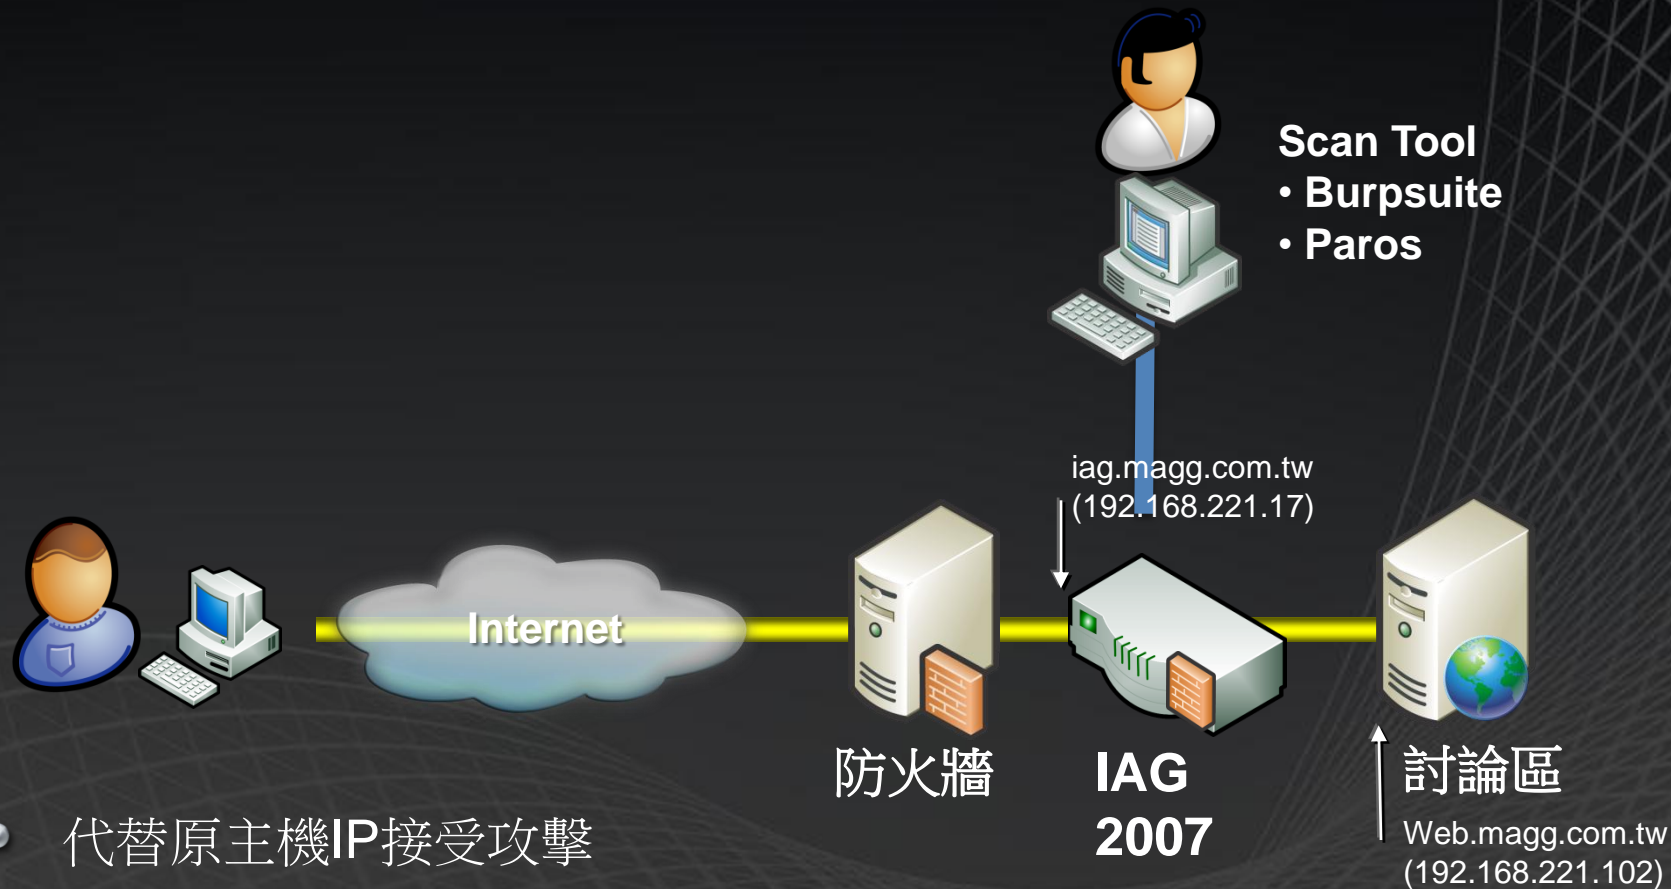 Scan Tool
• Burpsuite
• Paros
iag.magg.com.tw
(192.168.221.17)
Internet
防火牆
IAG
2007
討論區
Web.magg.com.tw
(192.168.221.102)
代替原主機IP接受攻擊